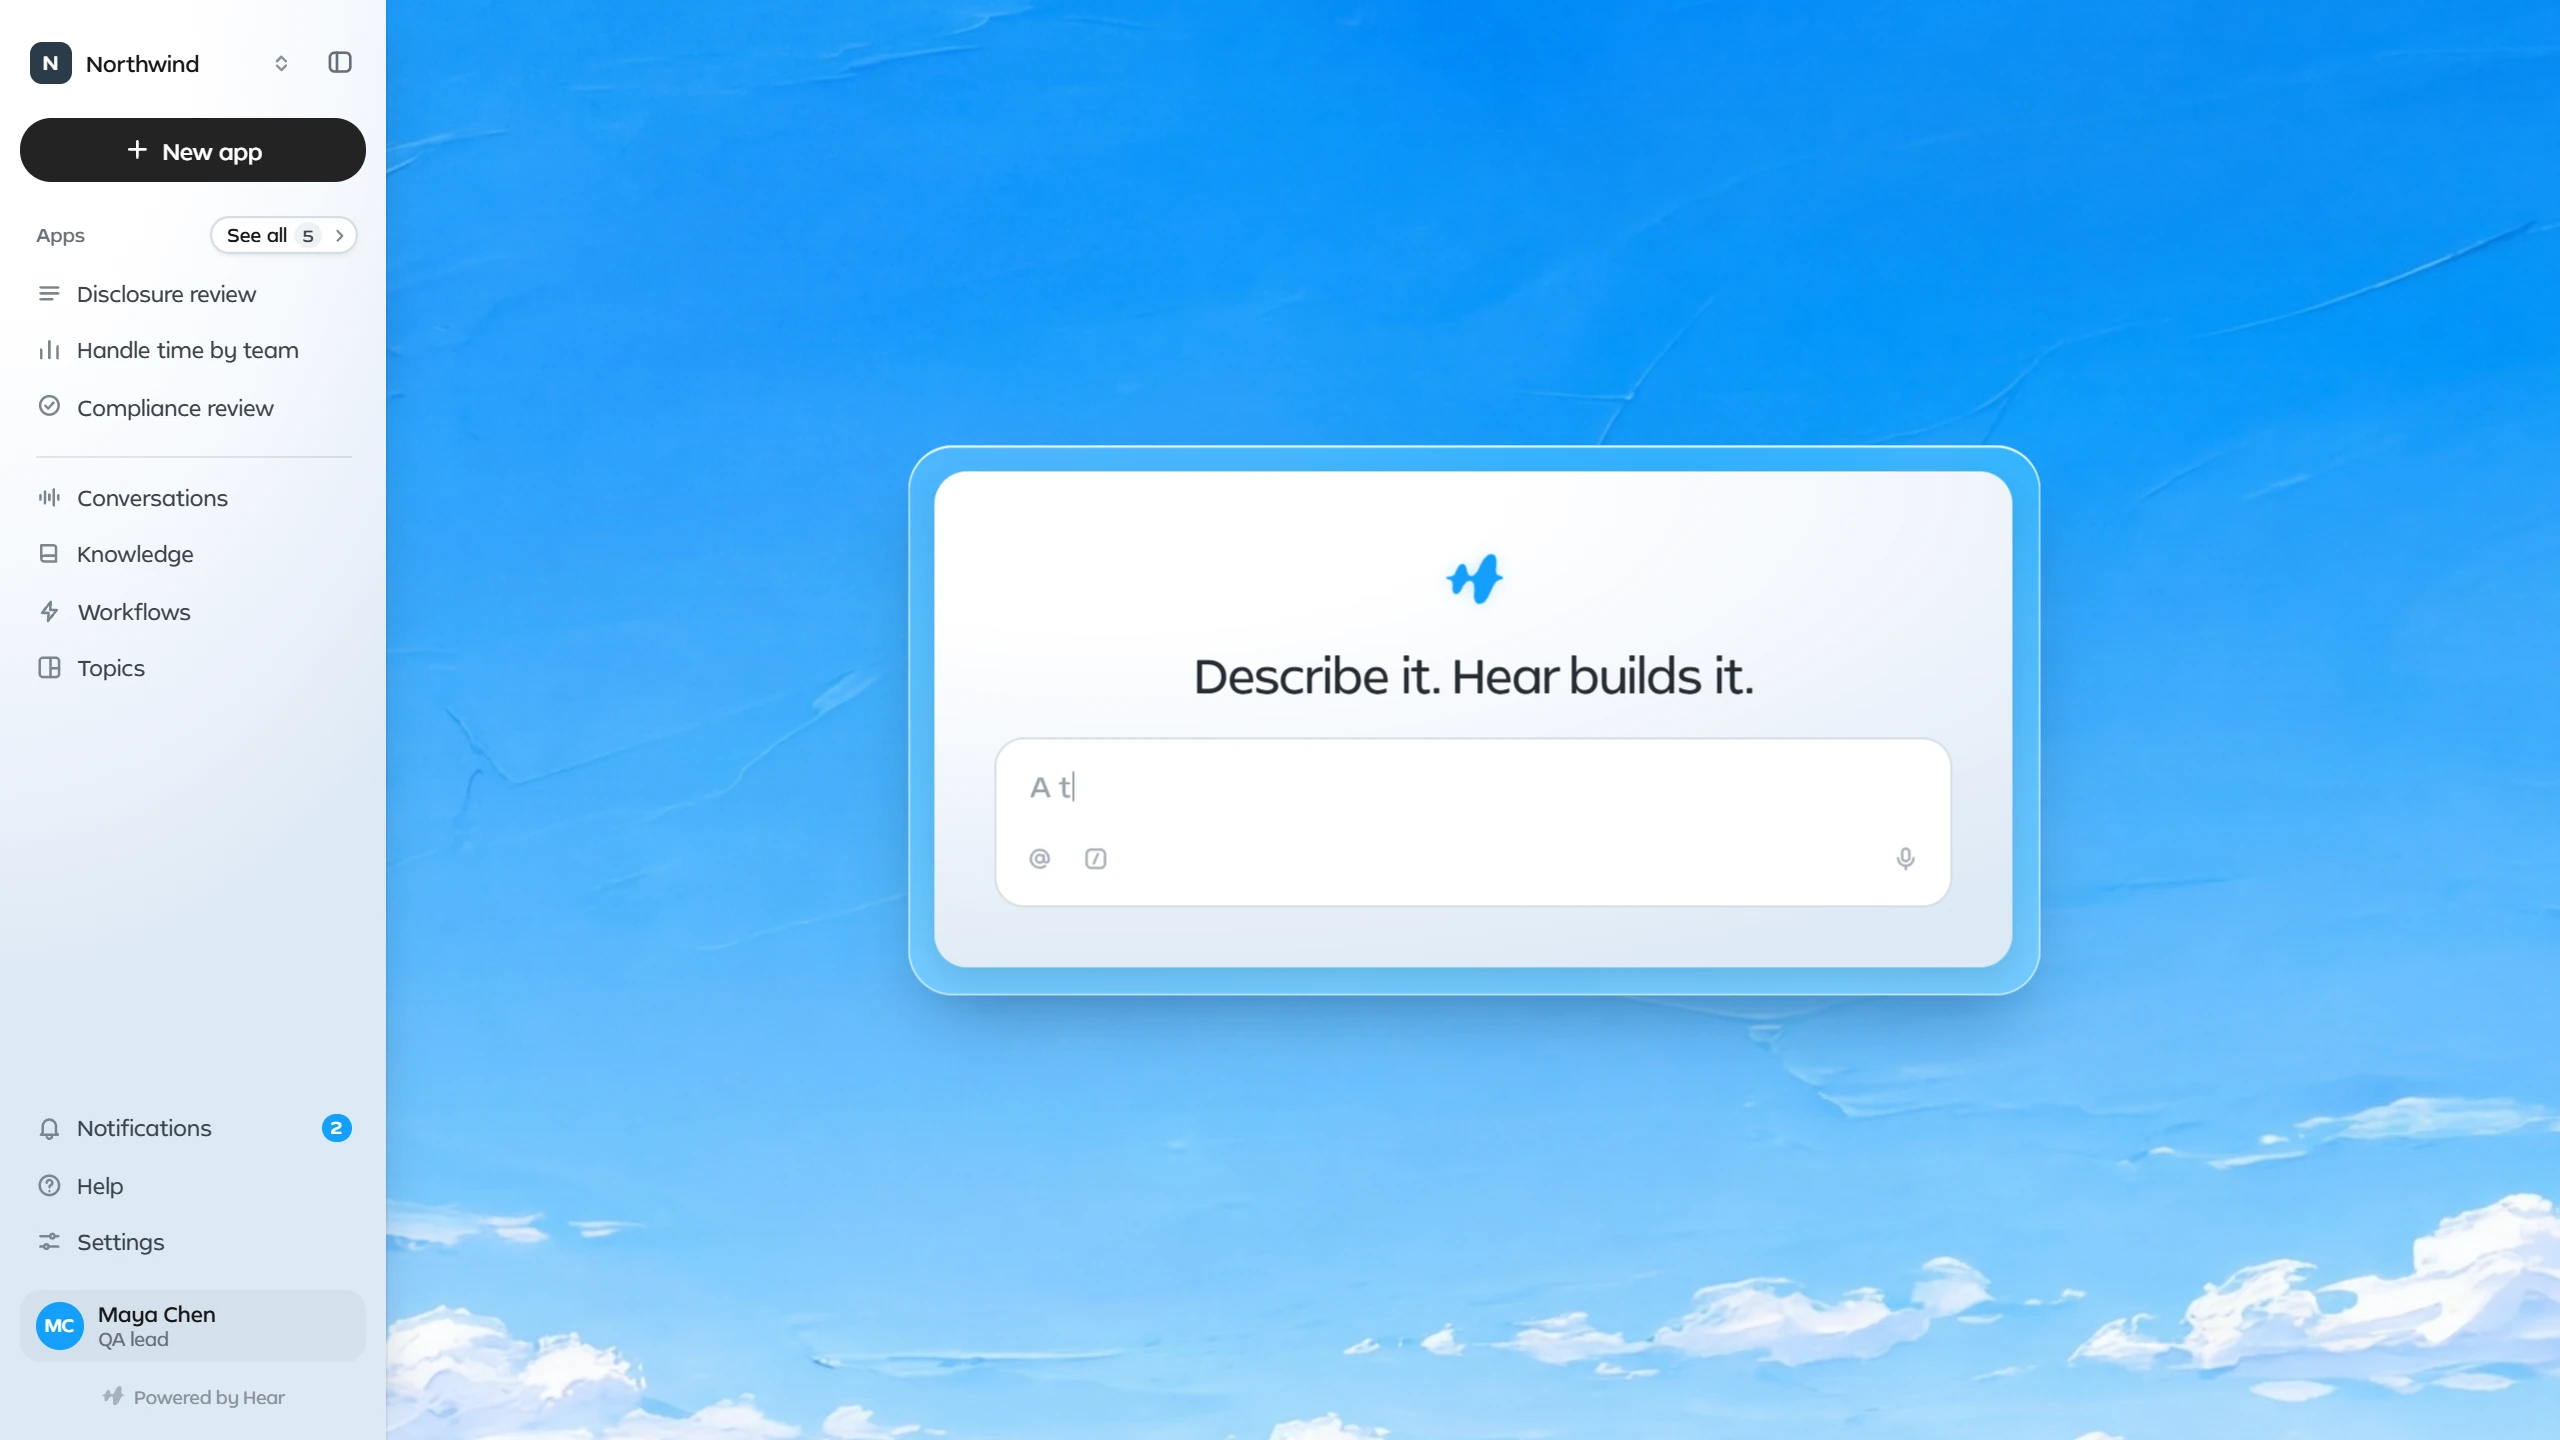 N Northwind
New app
Apps
See all 5
Disclosure review
Handle time by team
Compliance review
Conversations
Knowledge
Workflows
Topics
Describe it. Hear builds it.
A t
@ /
Notifications 2
Help
Settings
MC Maya Chen
QA lead
Powered by Hear